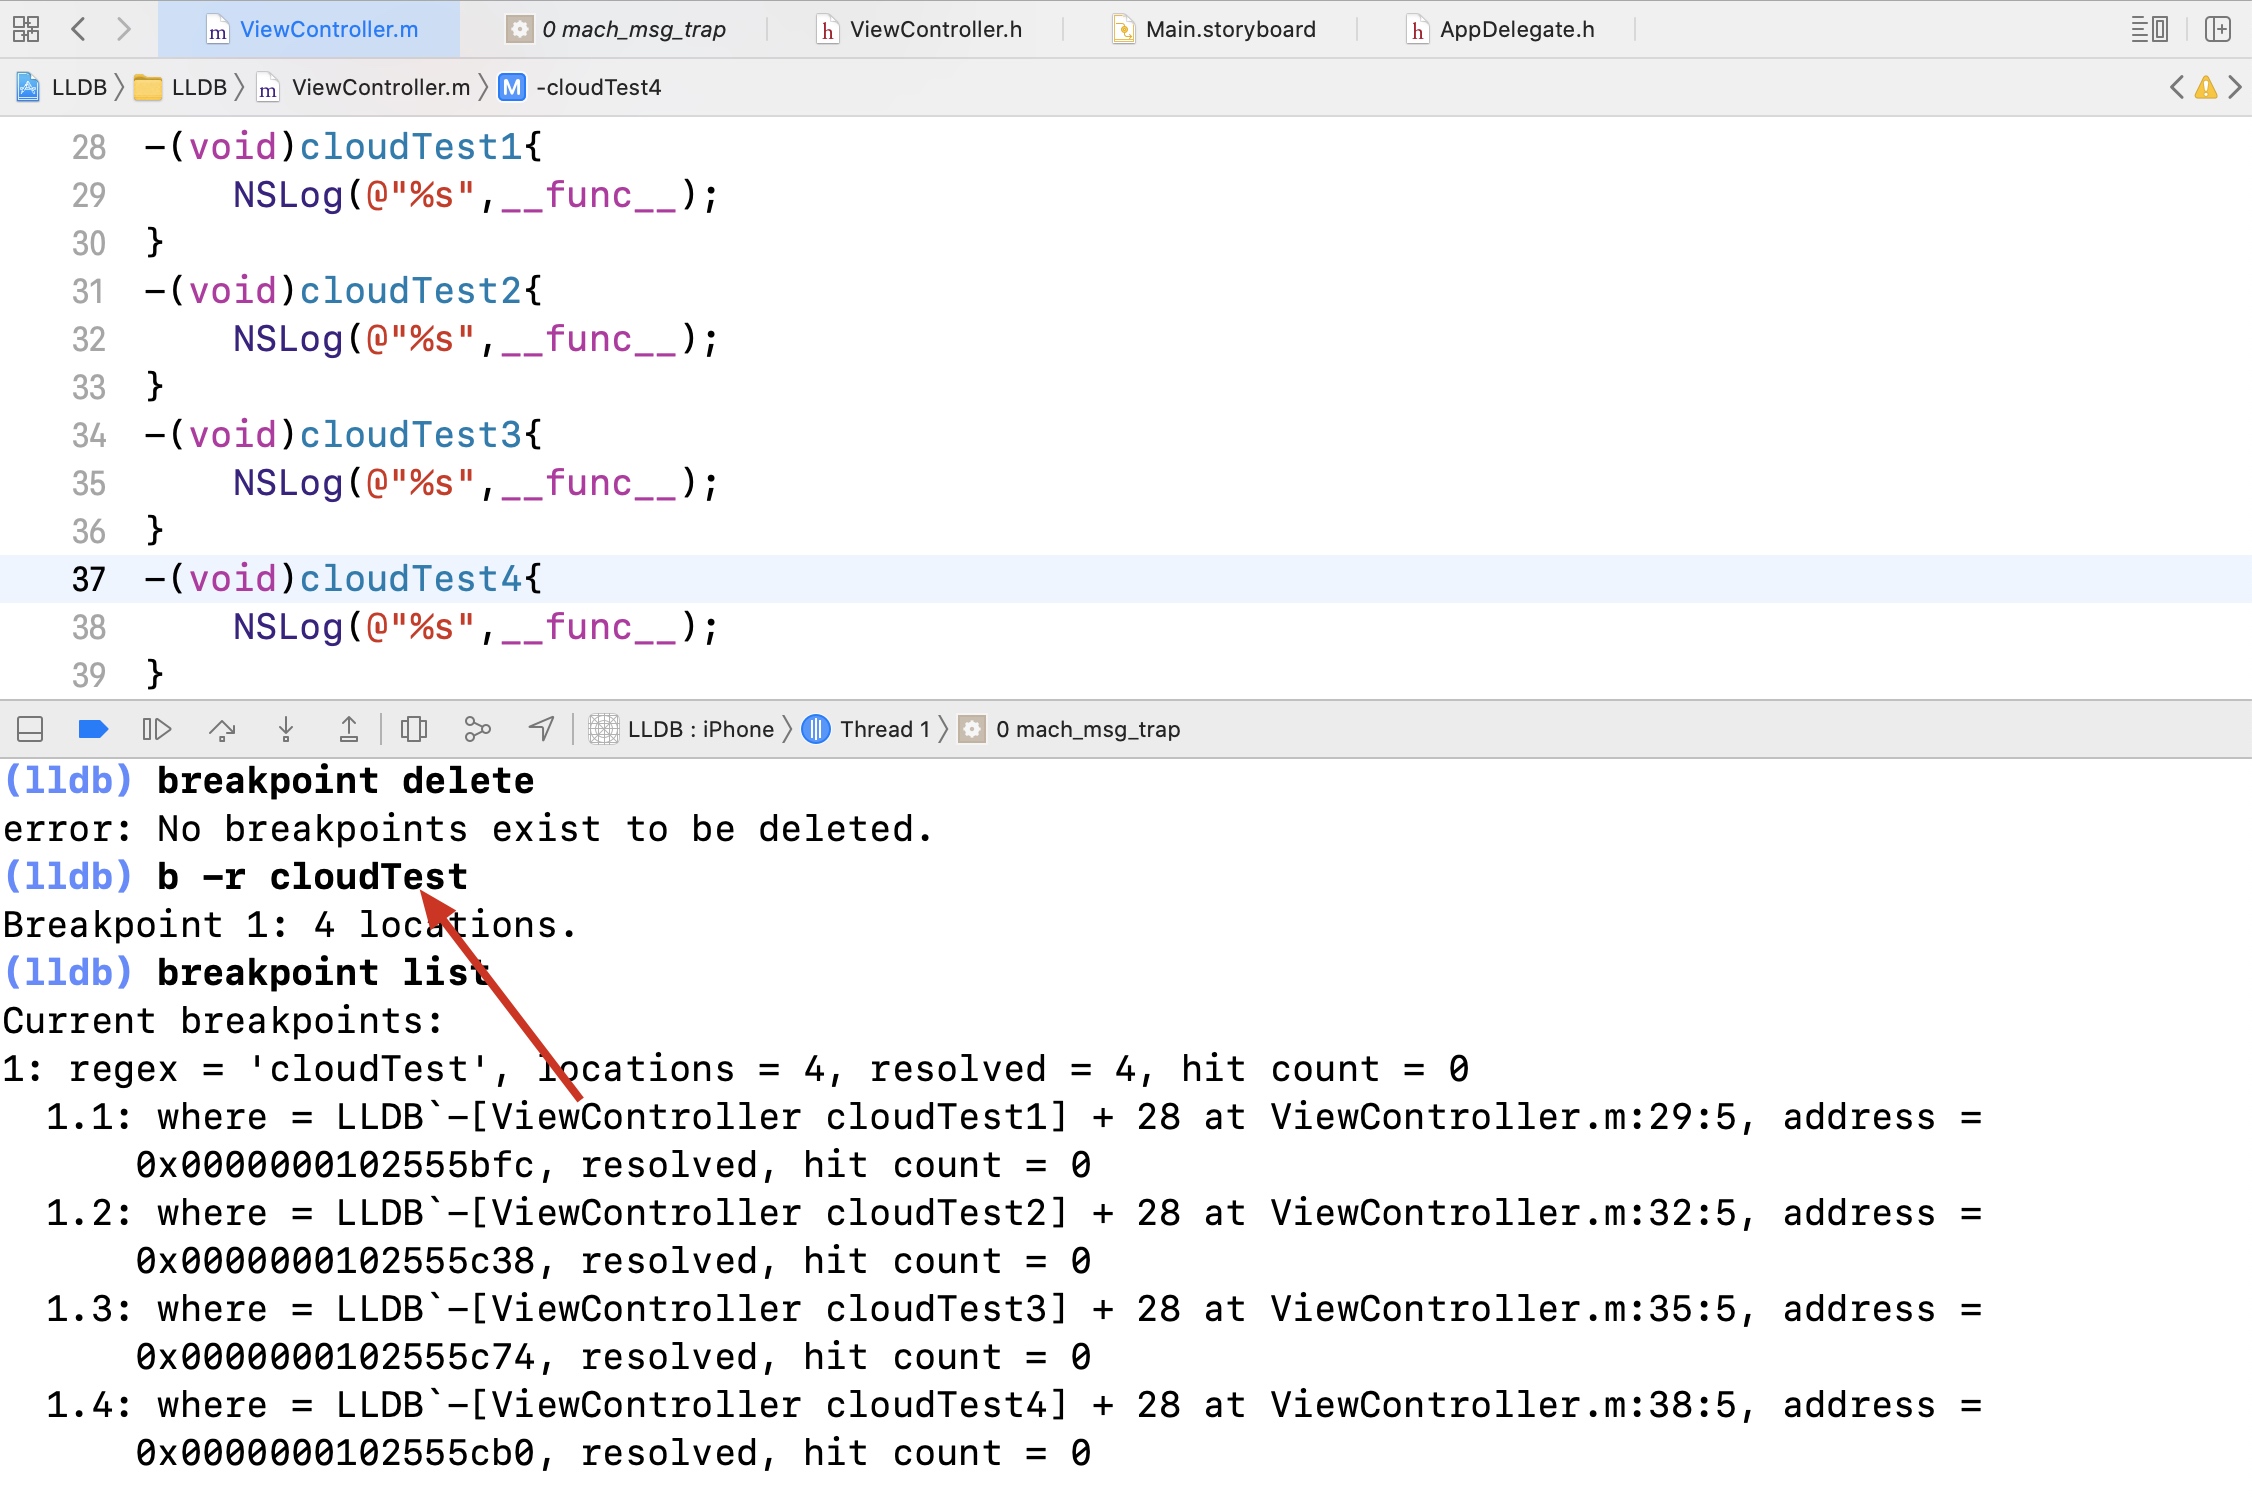 ViewController.m 0 mach_msg_trap ViewController.h Main.storyboard AppDelegate.h
LLDB LLDB ViewController.m -cloudTest4
28 -(void)cloudTest1{
29 NSLog(@"%s",__func__);
30 }
31 -(void)cloudTest2{
32 NSLog(@"%s",__func__);
33 }
34 -(void)cloudTest3{
35 NSLog(@"%s",__func__);
36 }
37 -(void)cloudTest4{
38 NSLog(@"%s",__func__);
39 }
LLDB : iPhone Thread 1 0 mach_msg_trap
(lldb) breakpoint delete
error: No breakpoints exist to be deleted.
(lldb) b -r cloudTest
Breakpoint 1: 4 locations.
(lldb) breakpoint list
Current breakpoints:
1: regex = 'cloudTest', locations = 4, resolved = 4, hit count = 0
1.1: where = LLDB`-[ViewController cloudTest1] + 28 at ViewController.m:29:5, address =
0x0000000102555bfc, resolved, hit count = 0
1.2: where = LLDB`-[ViewController cloudTest2] + 28 at ViewController.m:32:5, address =
0x0000000102555c38, resolved, hit count = 0
1.3: where = LLDB`-[ViewController cloudTest3] + 28 at ViewController.m:35:5, address =
0x0000000102555c74, resolved, hit count = 0
1.4: where = LLDB`-[ViewController cloudTest4] + 28 at ViewController.m:38:5, address =
0x0000000102555cb0, resolved, hit count = 0